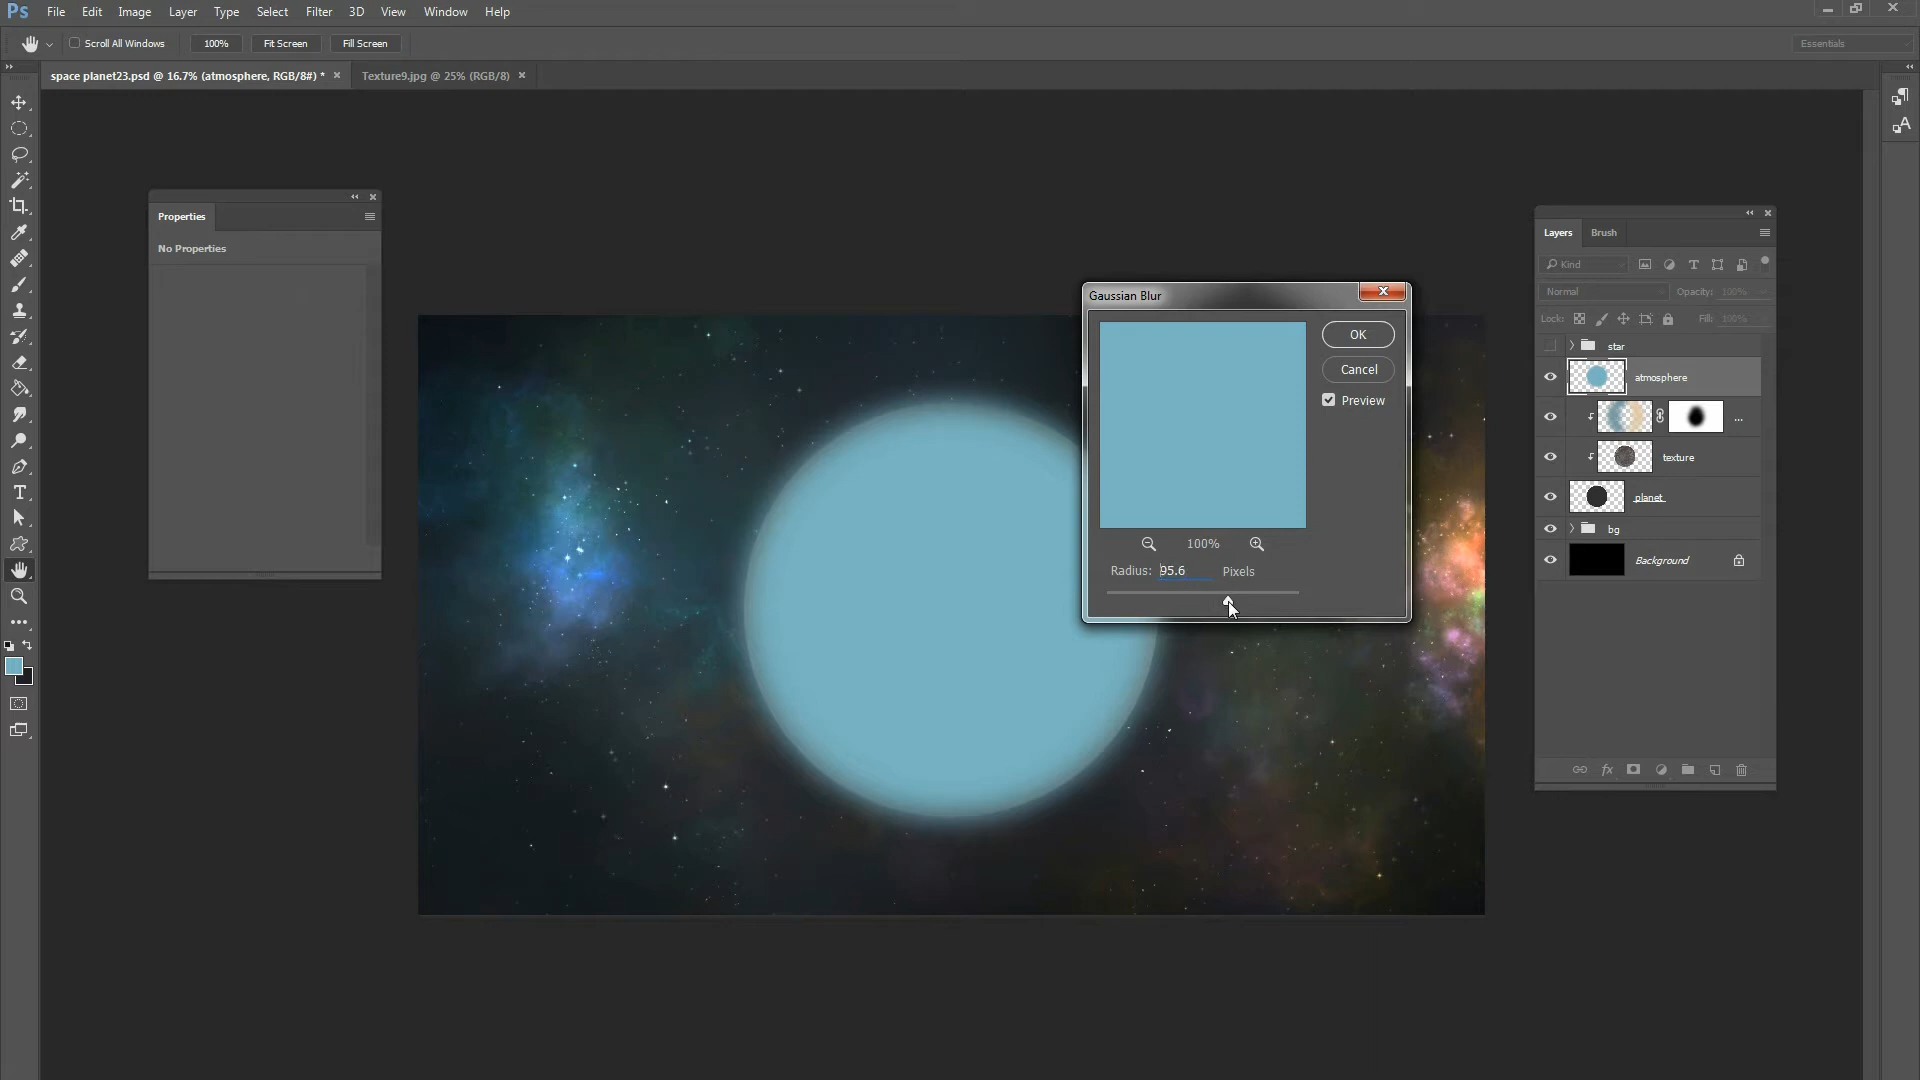 Ps File Edit Image Layer Type Select Filter 3D View Window Help
Scroll All Windows 100% Fit Screen Fill Screen Essentials
space planet23.psd @ 16.7% (atmosphere, RGB/8#) * Texture9.jpg @ 25% (RGB/8)
Properties
No Properties
Gaussian Blur
OK
Cancel
Preview
100%
Radius: 95.6 Pixels
Layers Brush
Kind
Normal Opacity: 100%
Lock: Fill: 100%
star
atmosphere
...
texture
planet
bg
Background